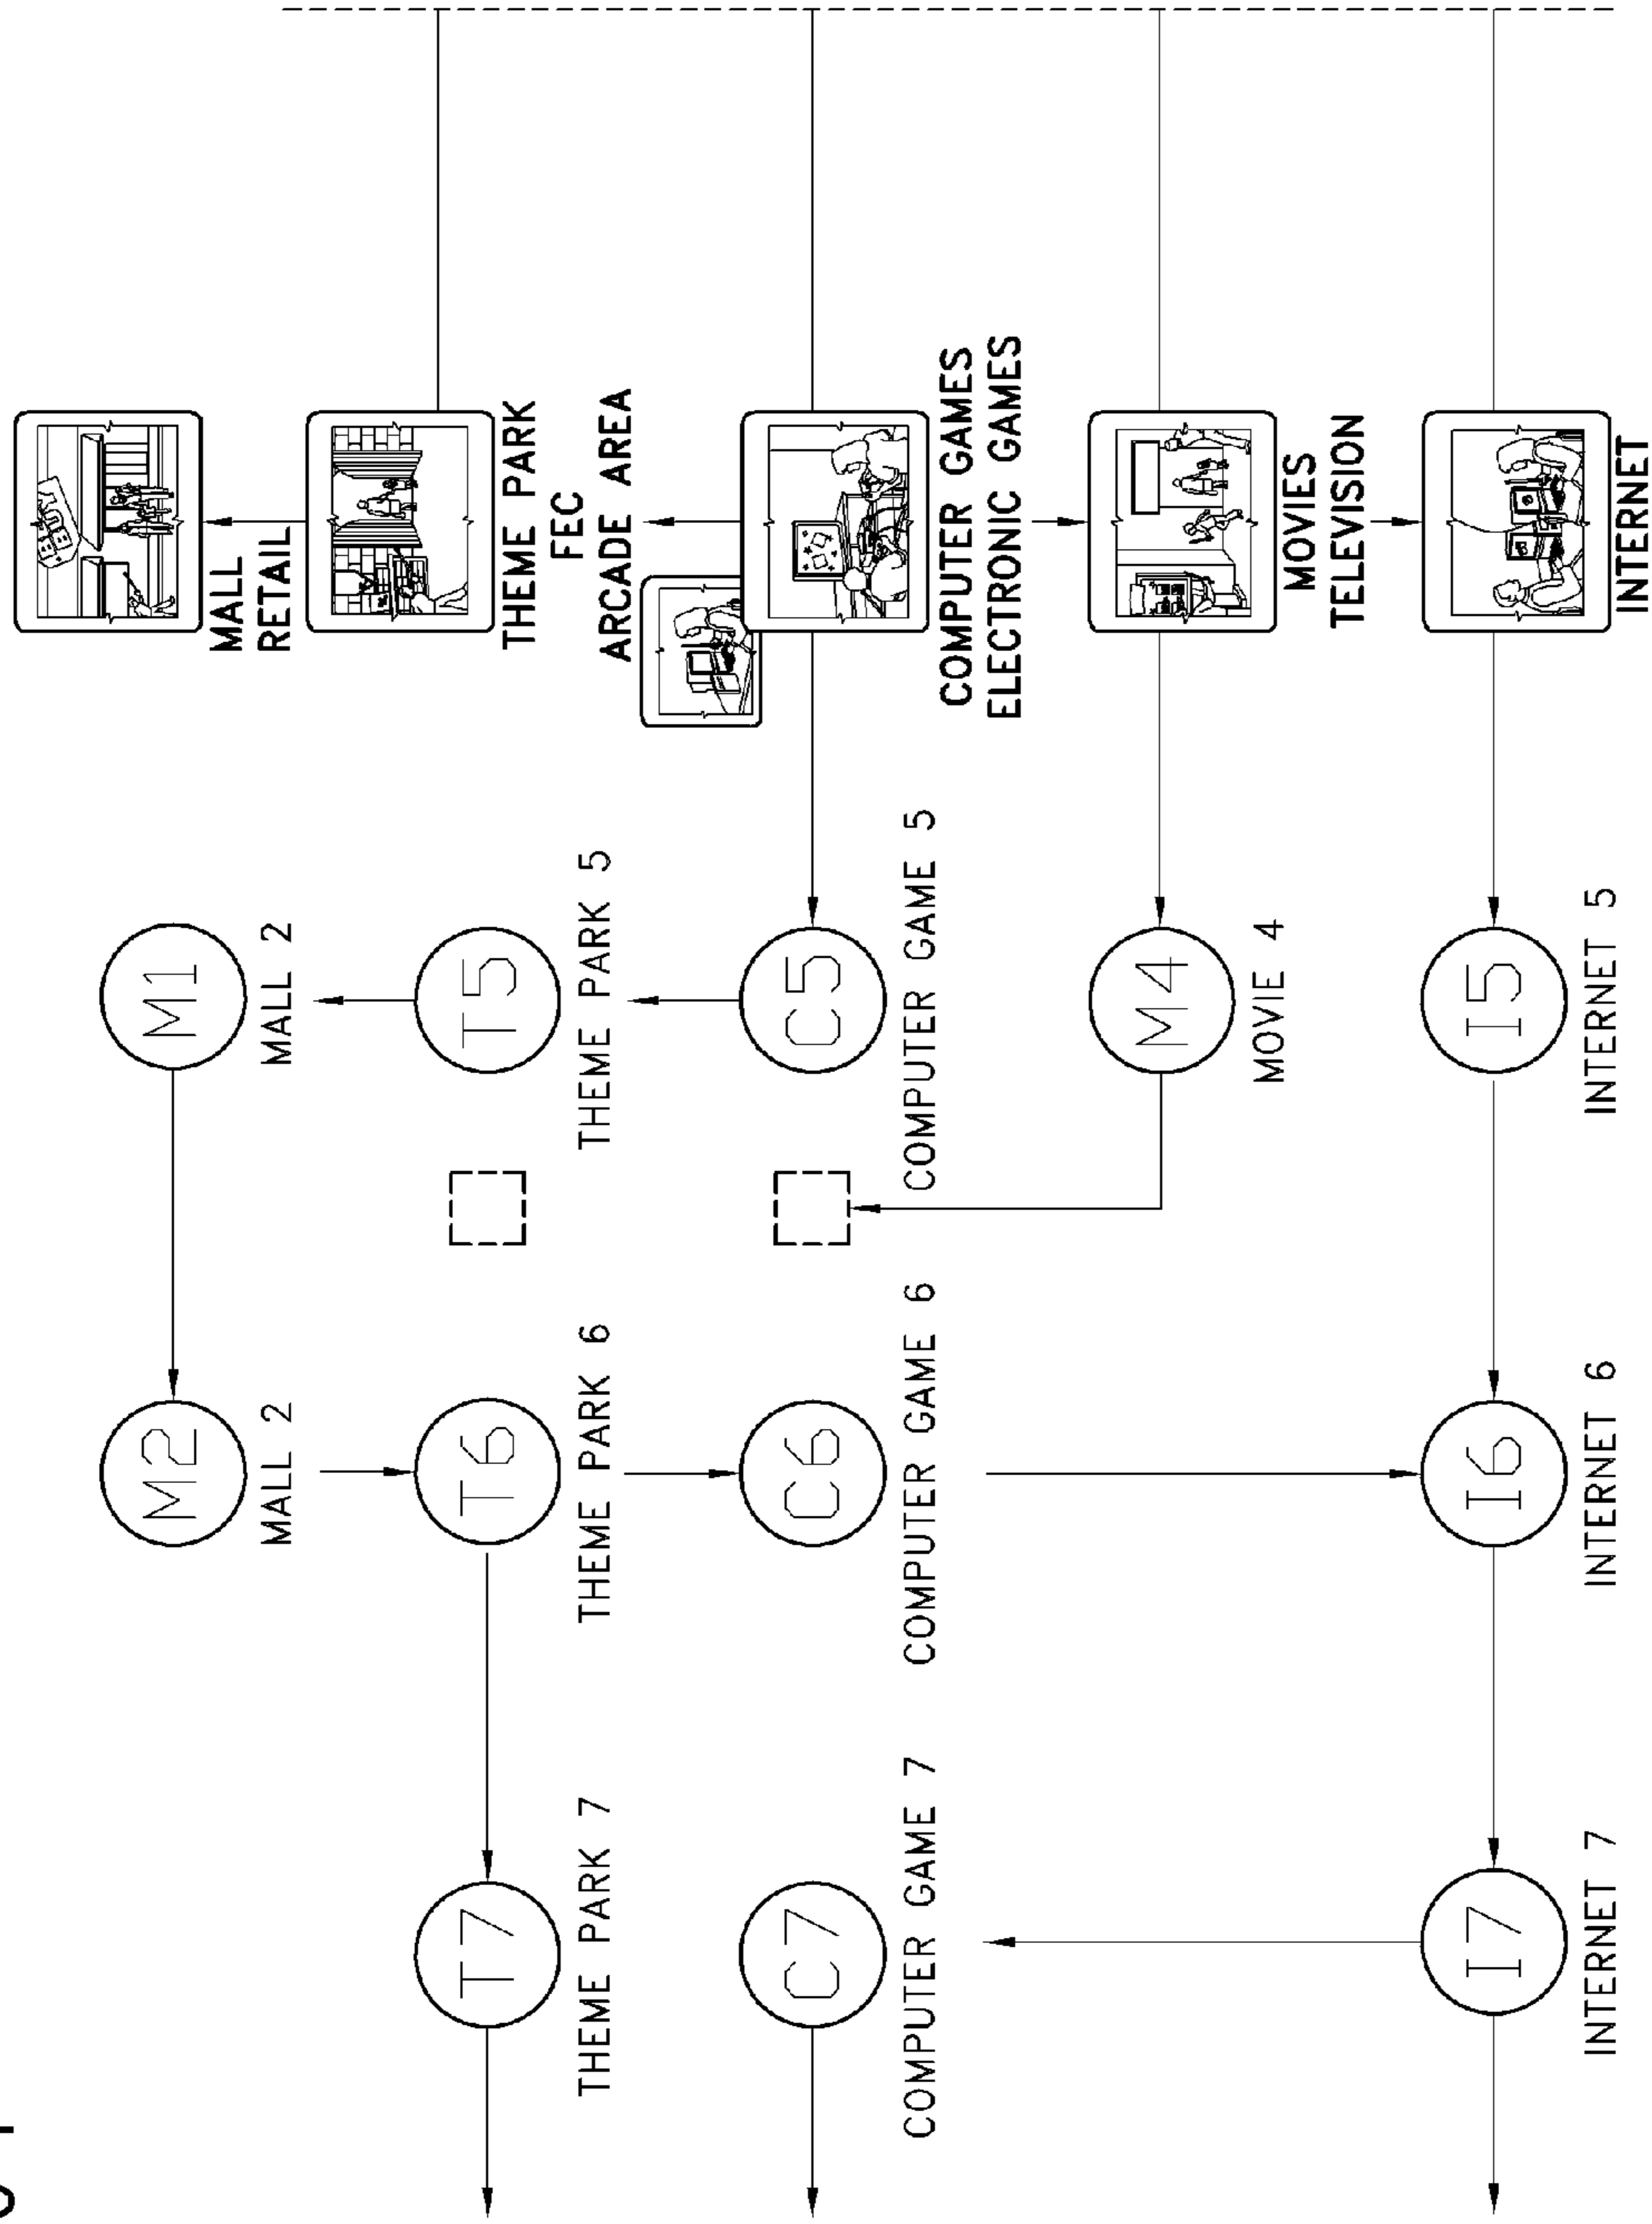 M2
M1
MALL
RETAIL
MALL 2
MALL 2
T7
T6
T5
THEME PARK
FEC
ARCADE AREA
THEME PARK 7
THEME PARK 6
THEME PARK 5
C7
C6
C5
COMPUTER GAME 7
COMPUTER GAME 6
COMPUTER GAME 5
COMPUTER GAMES
ELECTRONIC GAMES
M4
MOVIE 4
MOVIES
TELEVISION
I7
I6
I5
INTERNET 7
INTERNET 6
INTERNET 5
INTERNET